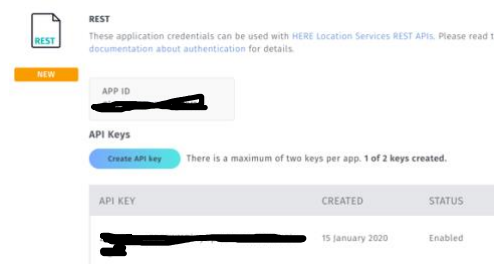 REST
REST
These application credentials can be used with HERE Location Services REST APIs. Please read t
documentation about authentication for details.
NEW
APP ID
API Keys
Create API key
There is a maximum of two keys per app. 1 of 2 keys created.
API KEY CREATED STATUS
15 January 2020 Enabled